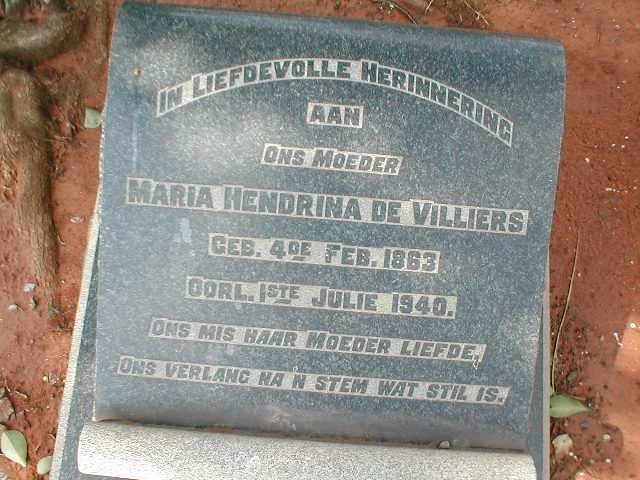 In Liefdevolle Herinnering
aan
Ons Moeder
Maria Hendrina de Villiers
Geb. 4de Feb. 1863
Oorl. 1ste Julie 1940.
Ons mis haar Moeder liefde,
Ons verlang na n stem wat stil is.